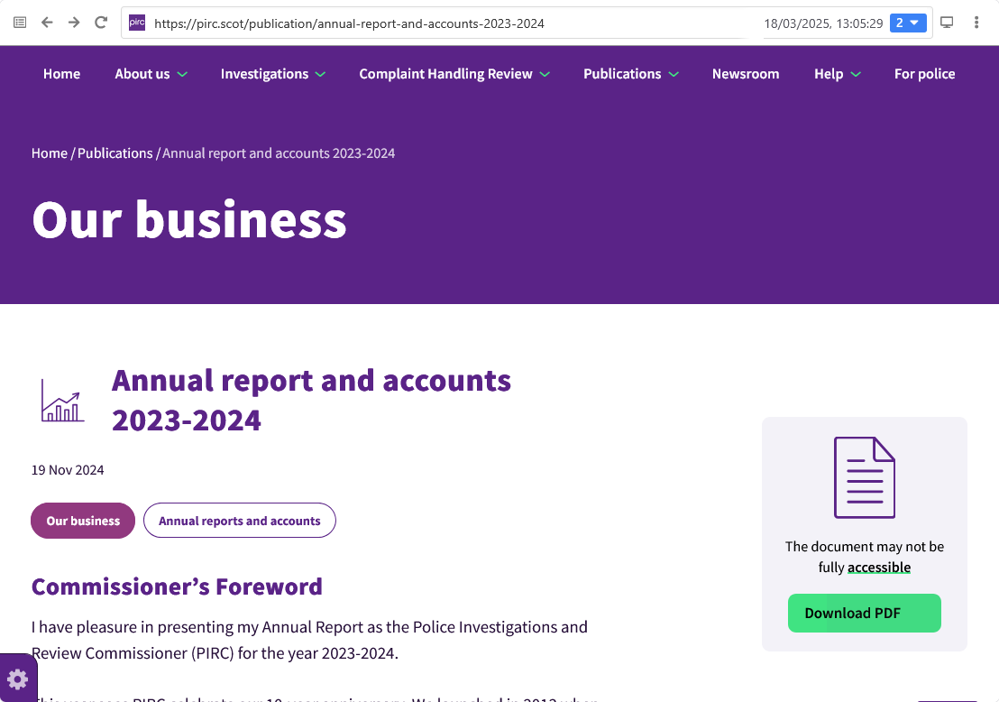 pirc https://pirc.scot/publication/annual-report-and-accounts-2023-2024 18/03/2025, 13:05:29 2
Home About us Investigations Complaint Handling Review Publications Newsroom Help For police
Home / Publications / Annual report and accounts 2023-2024
Our business
Annual report and accounts
2023-2024
19 Nov 2024
Our business Annual reports and accounts
The document may not be
fully accessible
Download PDF
Commissioner’s Foreword
I have pleasure in presenting my Annual Report as the Police Investigations and
Review Commissioner (PIRC) for the year 2023-2024.
PIRC celebrate our 10-year anniversary. We launched in 2013 when